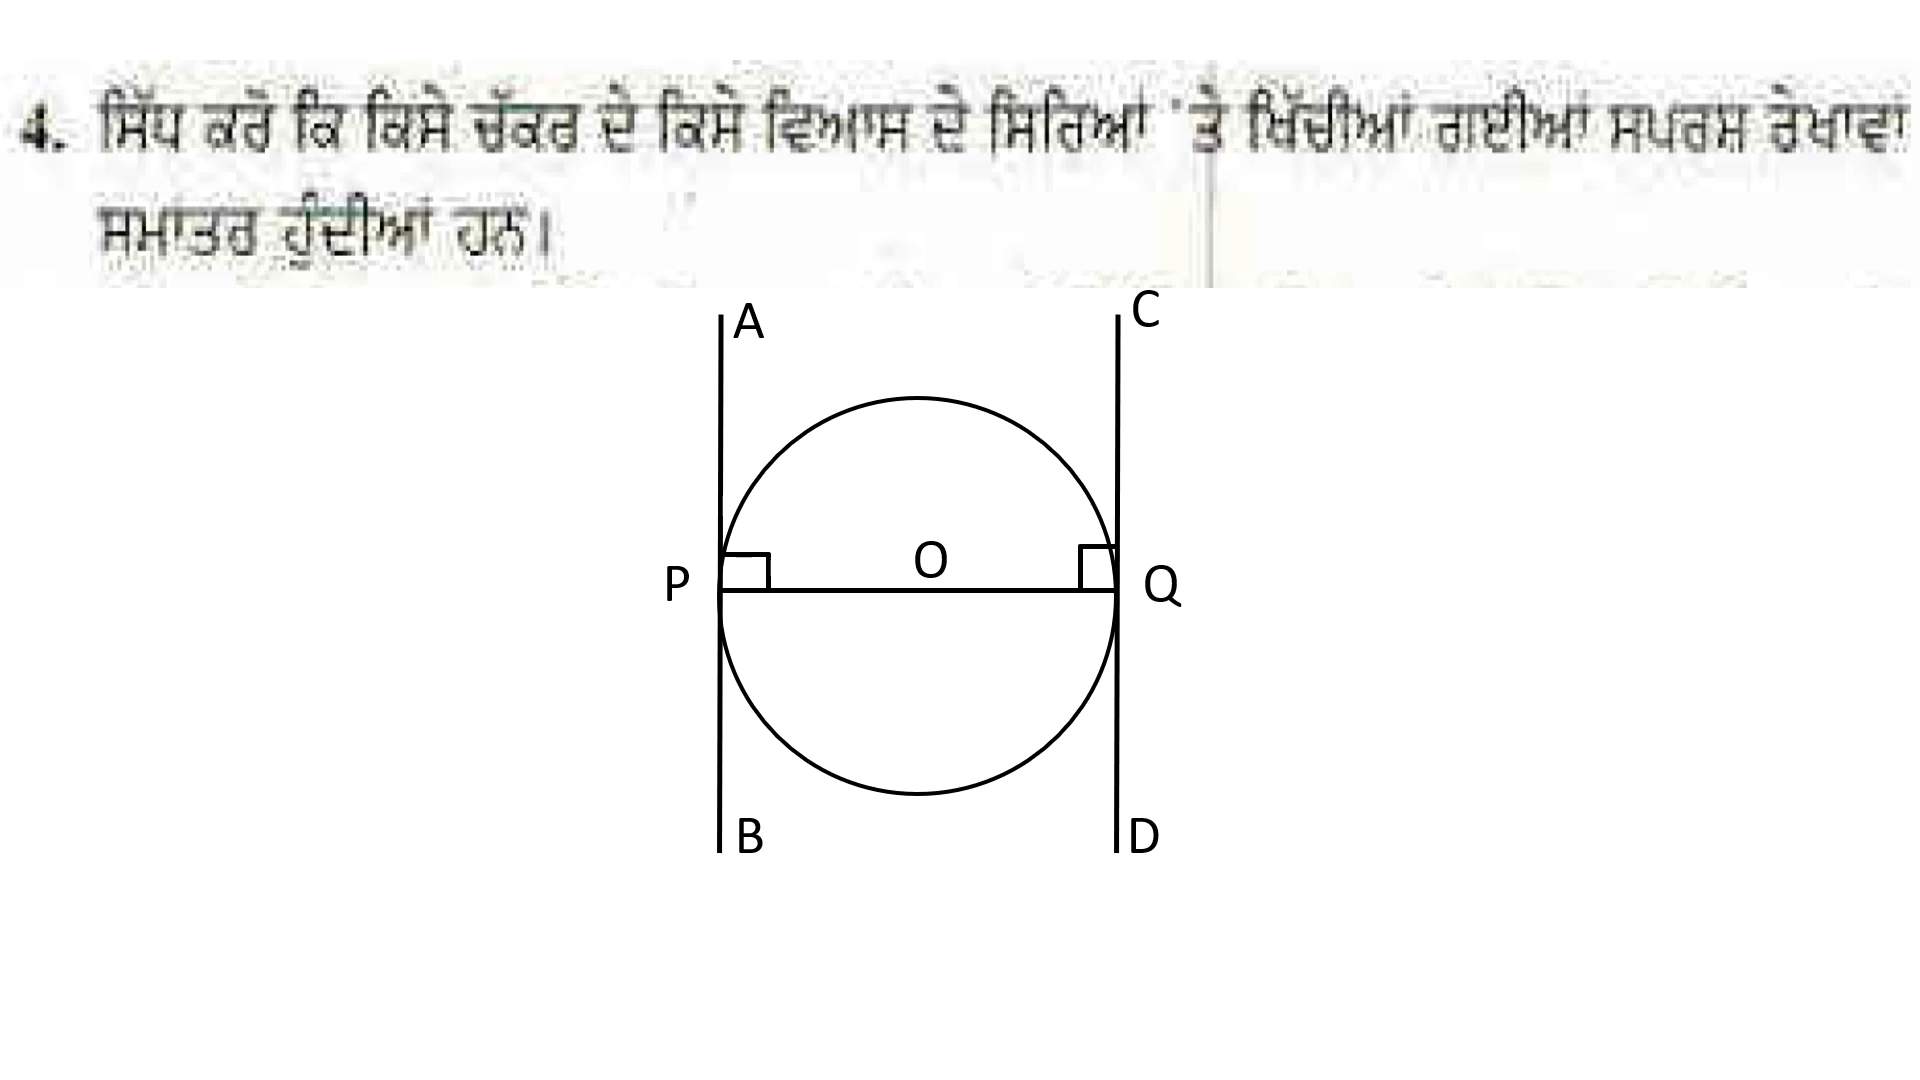 4. ਸਿੱਧ ਕਰੋ ਕਿ ਕਿਸੇ ਚੱਕਰ ਦੇ ਕਿਸੇ ਵਿਆਸ ਦੇ ਸਿਰਿਆਂ 'ਤੇ ਖਿੱਚੀਆਂ ਗਈਆਂ ਸਪਰਸ਼ ਰੇਖਾਵਾਂ
ਸਮਾਂਤਰ ਹੁੰਦੀਆਂ ਹਨ।
A C
P O Q
B D